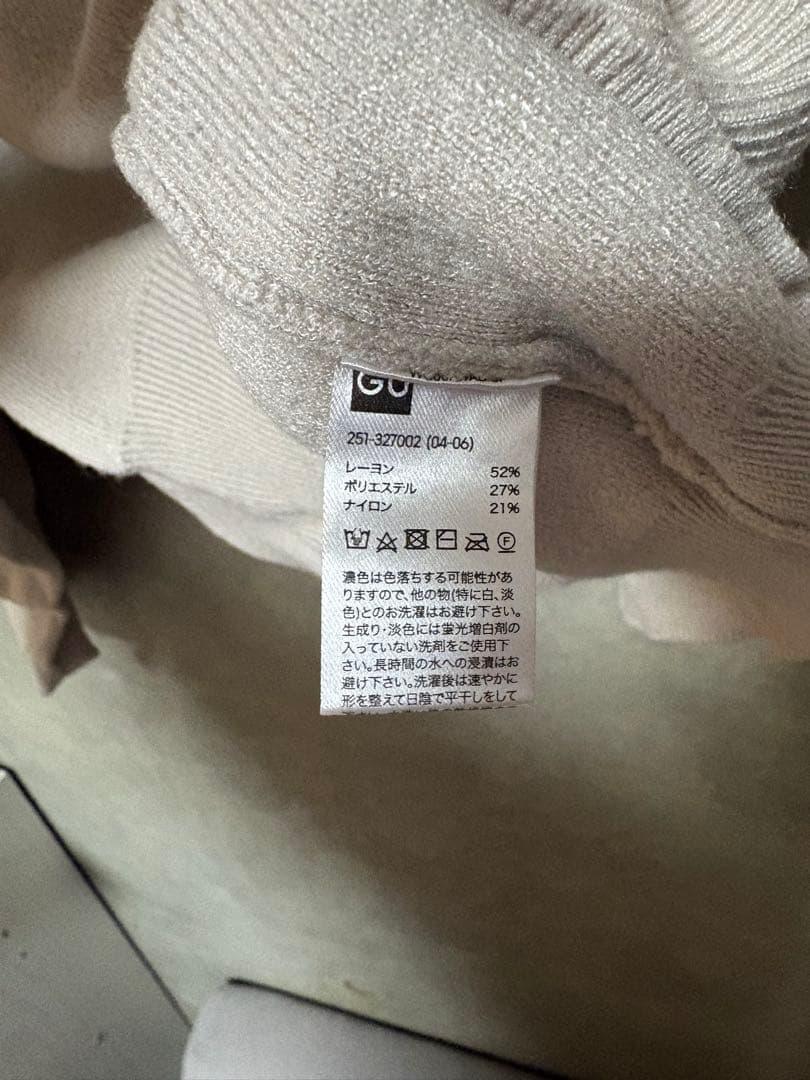 GU
251-327002 (04-06)
レーヨン 52%
ポリエステル 27%
ナイロン 21%
F
濃色は色落ちする可能性があ
りますので、他の物(特に白、淡
色)とのお洗濯はお避け下さい。
生成り・淡色には蛍光増白剤の
入っていない洗剤をご使用下
さい。長時間の水への浸漬はお
避け下さい。洗濯後は速やかに
形を整えて日陰で平干しをして